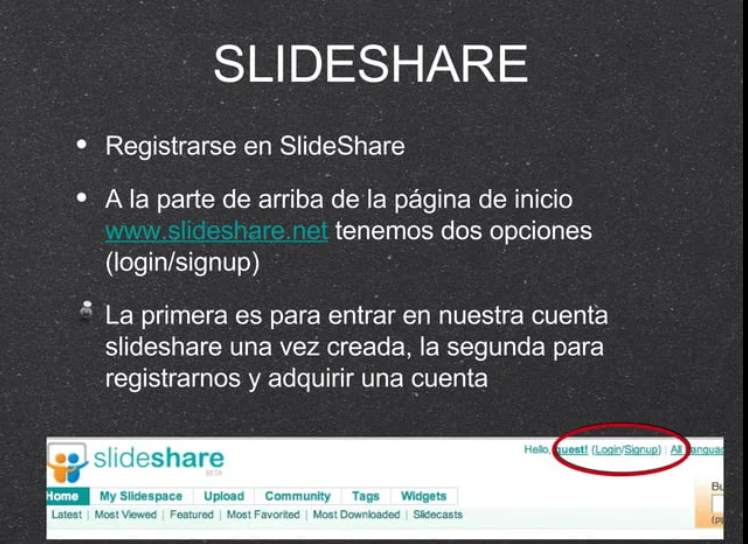 SLIDESHARE
• Registrarse en SlideShare
• A la parte de arriba de la página de inicio
www.slideshare.net tenemos dos opciones
(login/signup)
La primera es para entrar en nuestra cuenta
slideshare una vez creada, la segunda para
registrarnos y adquirir una cuenta
Hello, guest! (Login/Signup) | All Languag
slideshare
BETA
Home My Slidespace Upload Community Tags Widgets
Bu
Latest | Most Viewed | Featured | Most Favorited | Most Downloaded | Slidecasts